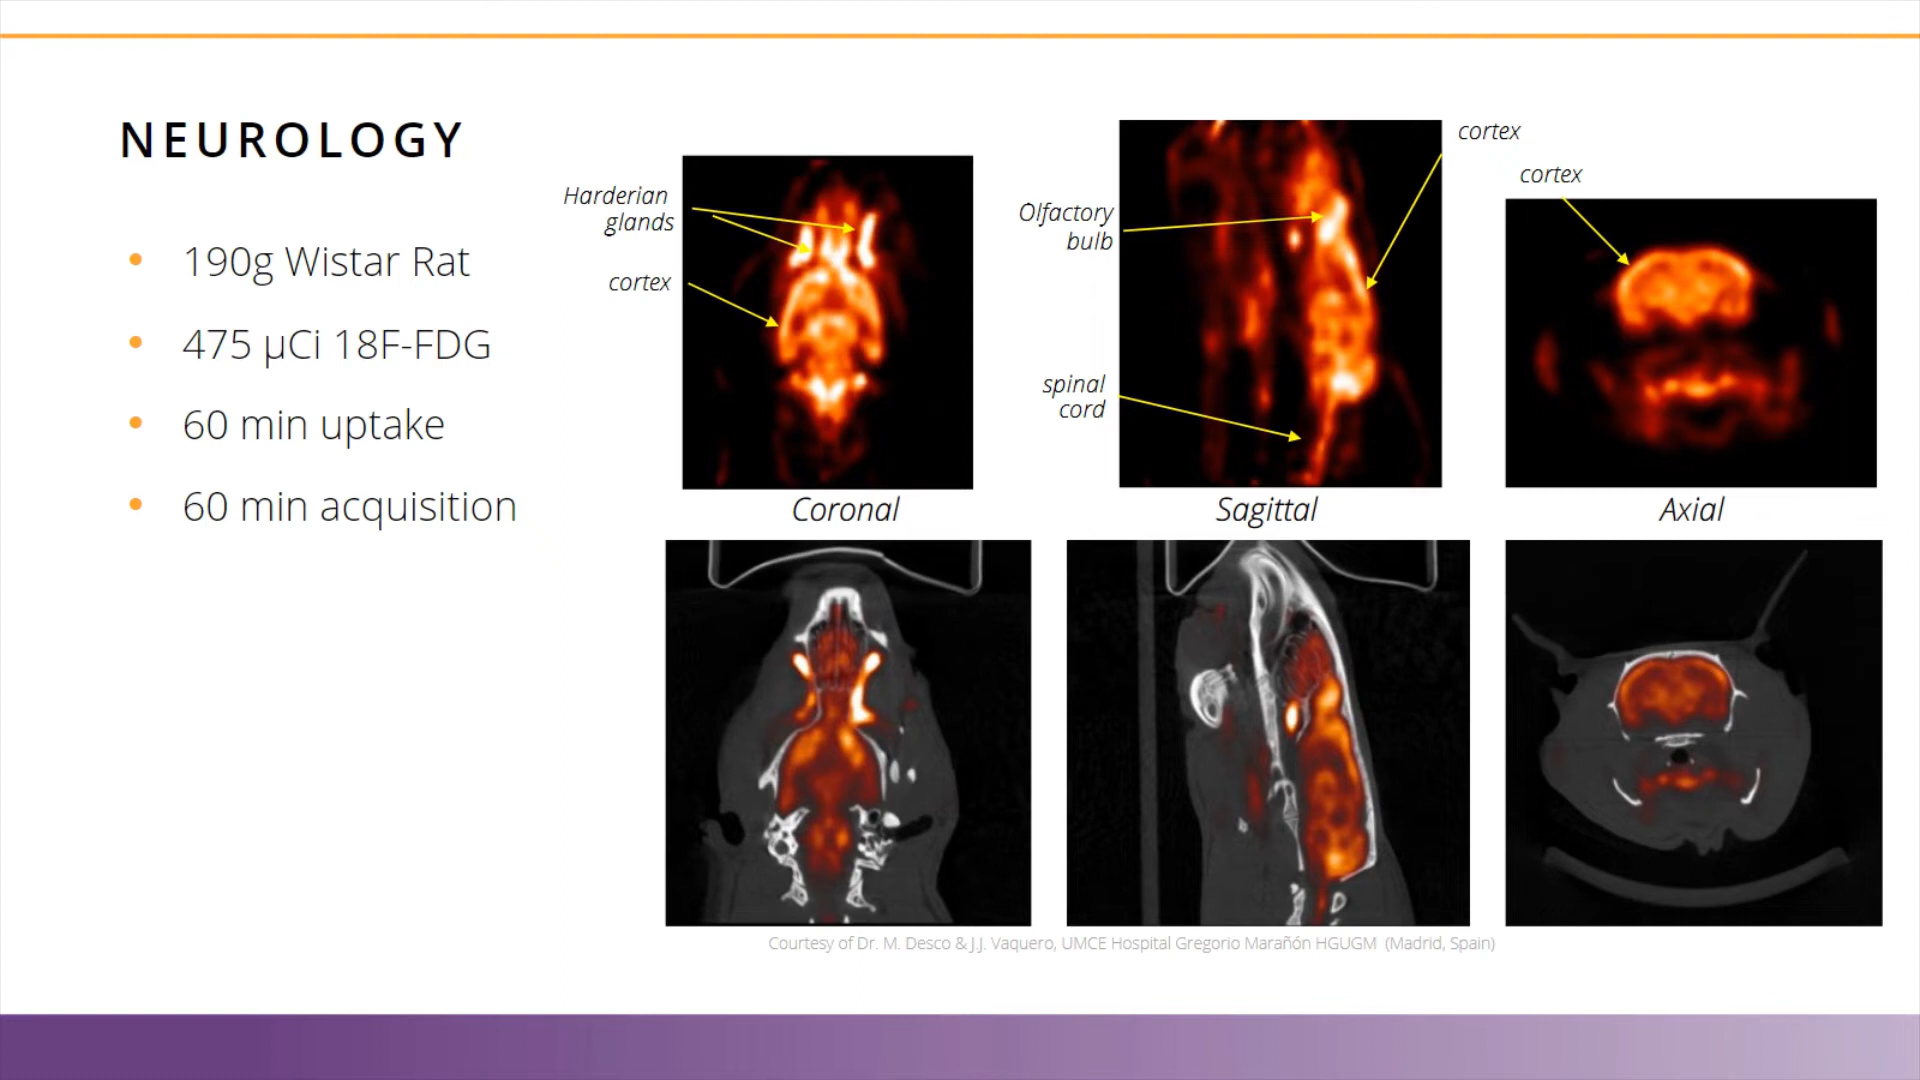 NEUROLOGY
190g Wistar Rat
475 µCi 18F-FDG
60 min uptake
60 min acquisition
Harderian
glands
cortex
Olfactory
bulb
spinal
cord
cortex
cortex
Coronal
Sagittal
Axial
Courtesy of Dr. M. Desco & J.J. Vaquero, UMCE Hospital Gregorio Marañón HGUGM (Madrid, Spain)